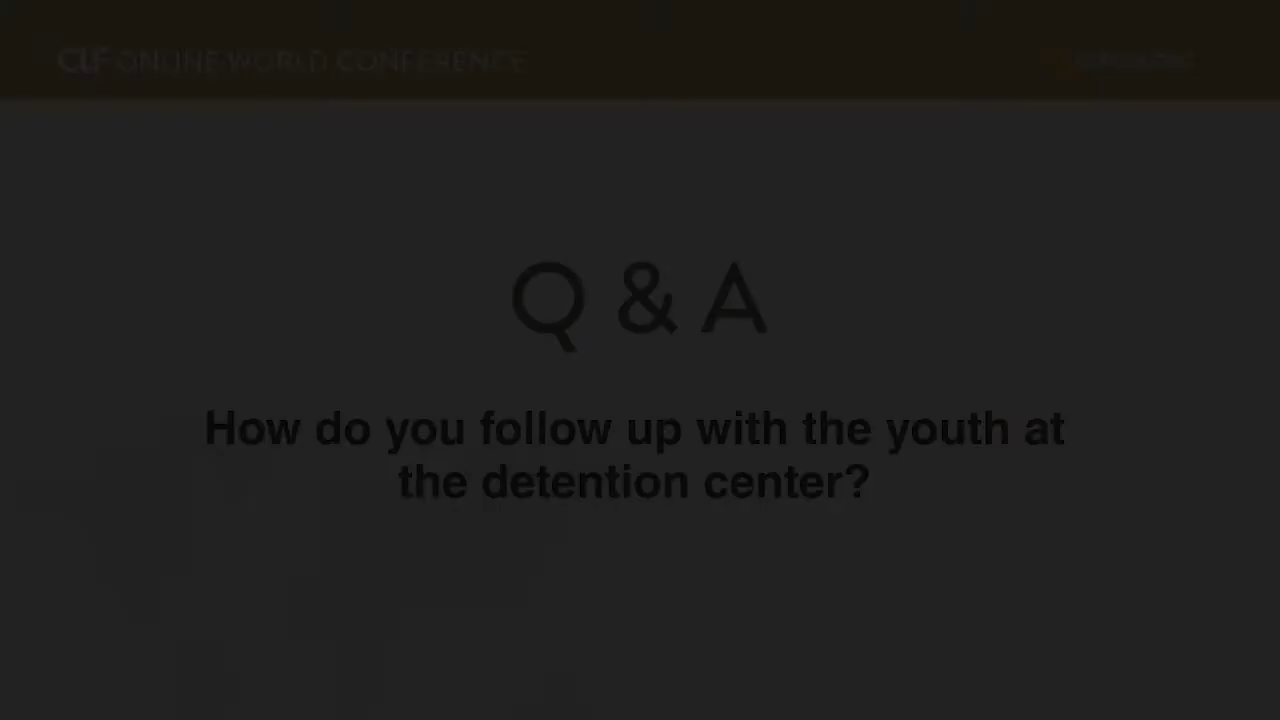 CLF ONLINE WORLD CONFERENCE
Q & A
How do you follow up with the youth at
the detention center?